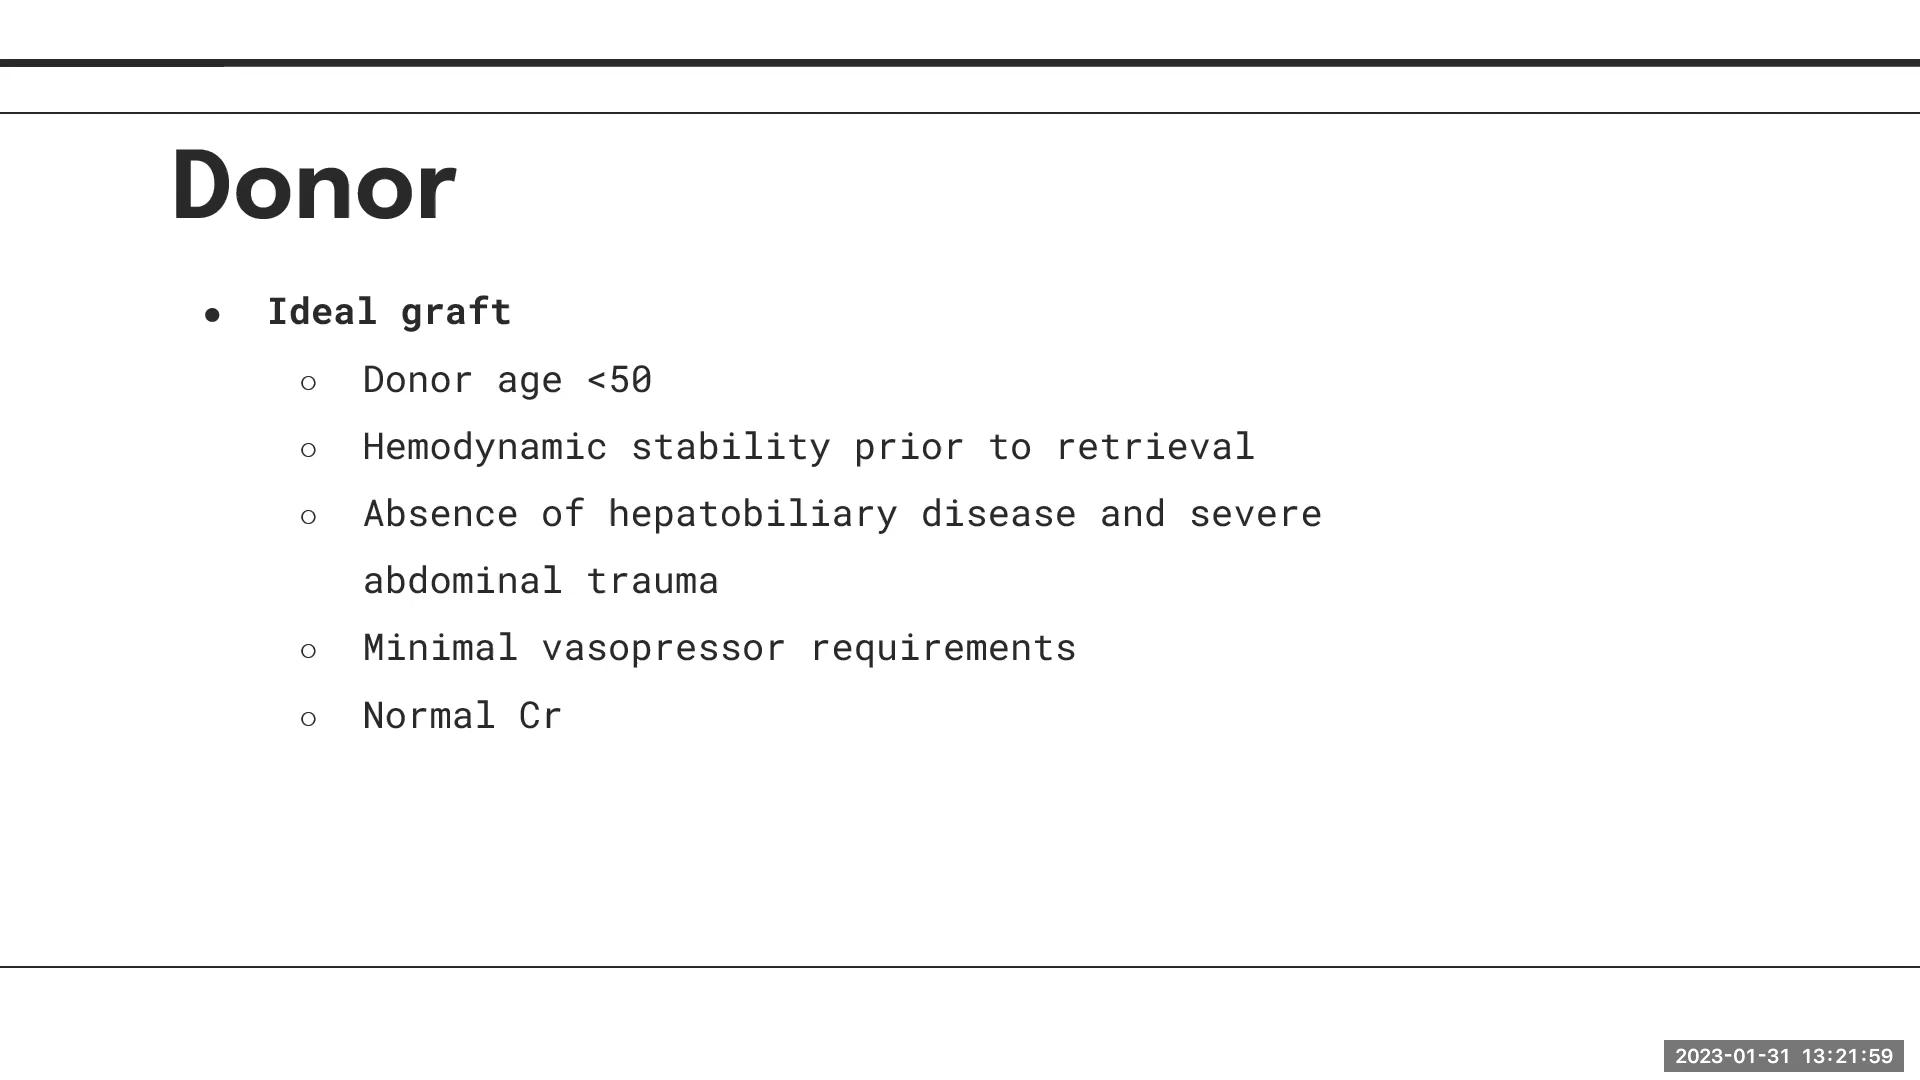 Donor
● Ideal graft
○ Donor age <50
○ Hemodynamic stability prior to retrieval
○ Absence of hepatobiliary disease and severe
abdominal trauma
○ Minimal vasopressor requirements
○ Normal Cr
2023-01-31 13:21:59